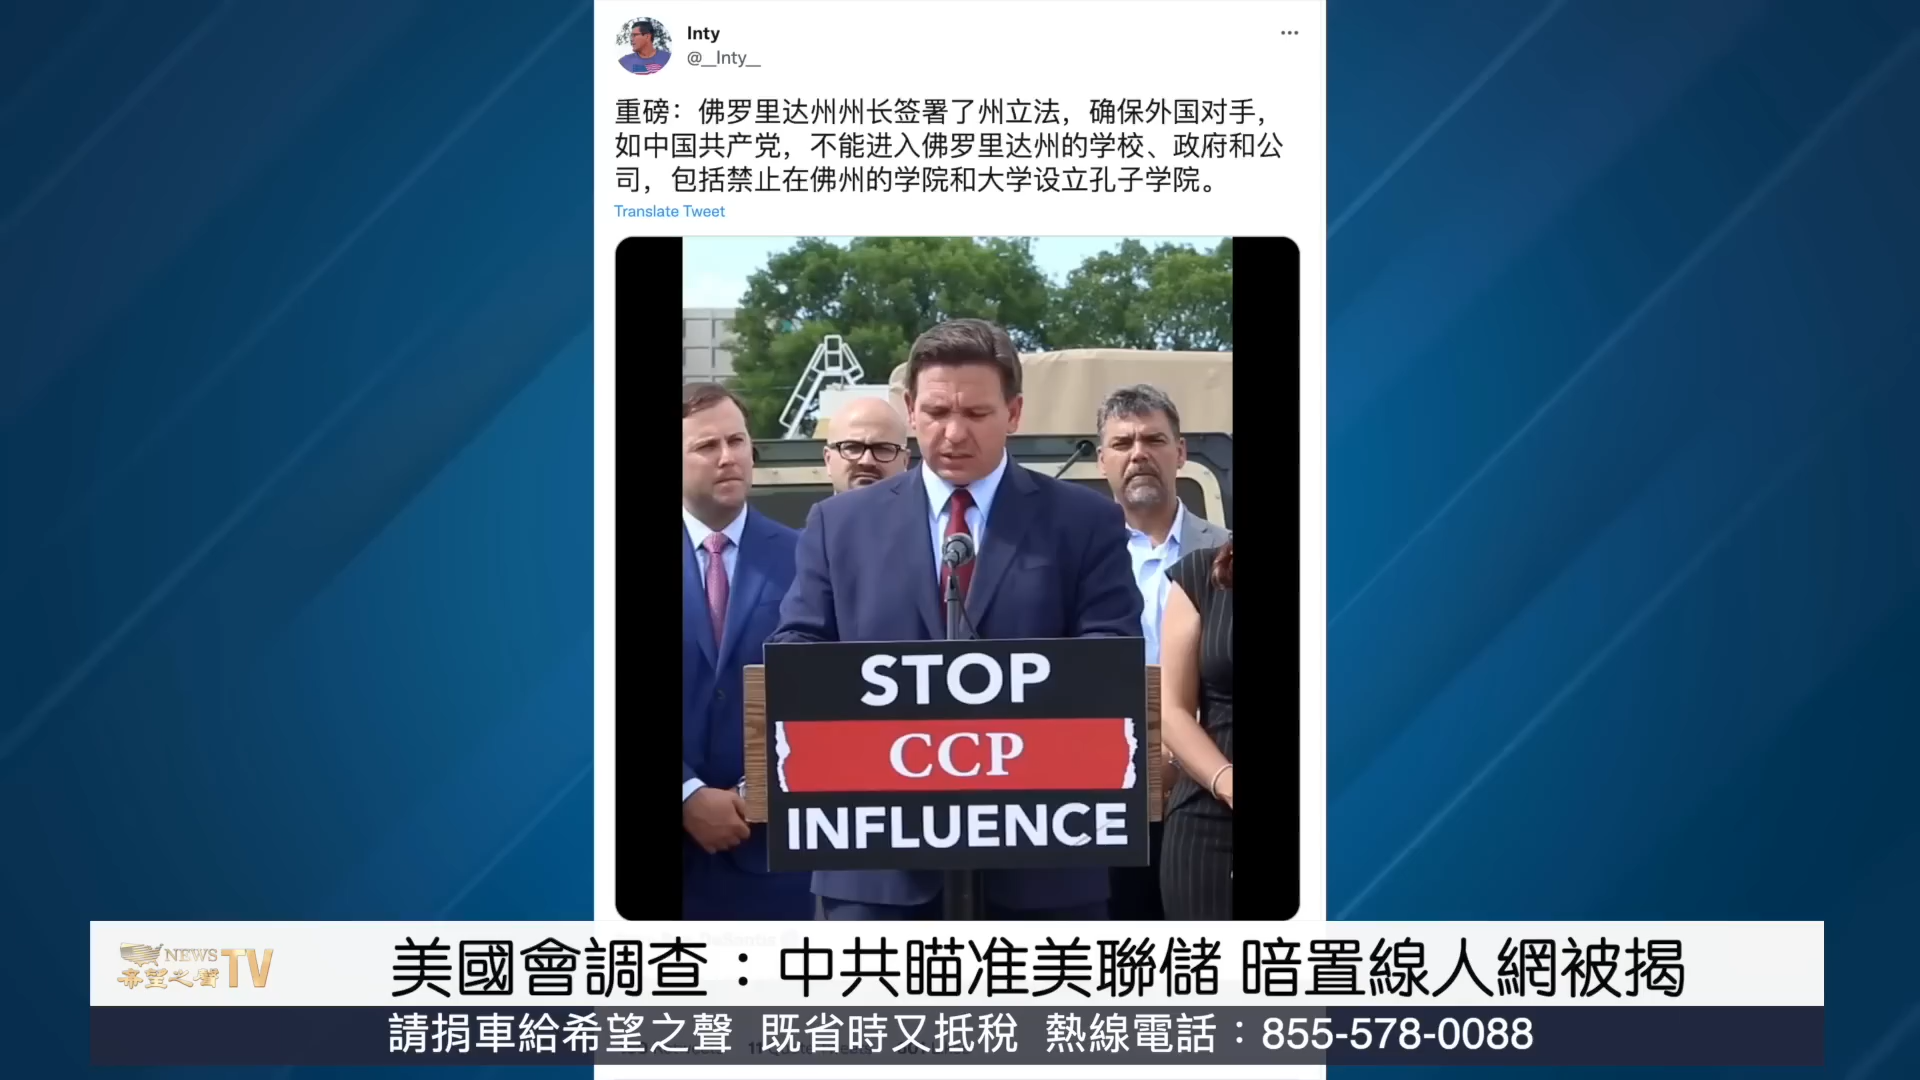 Inty
@__Inty__
重磅：佛罗里达州州长签署了州立法，确保外国对手，
如中国共产党，不能进入佛罗里达州的学校、政府和公
司，包括禁止在佛州的学院和大学设立孔子学院。
Translate Tweet
STOP
CCP
INFLUENCE
NEWS
希望之聲TV
美國會調查：中共瞄准美聯儲 暗置線人網被揭
請捐車給希望之聲 既省時又抵稅 熱線電話：855-578-0088